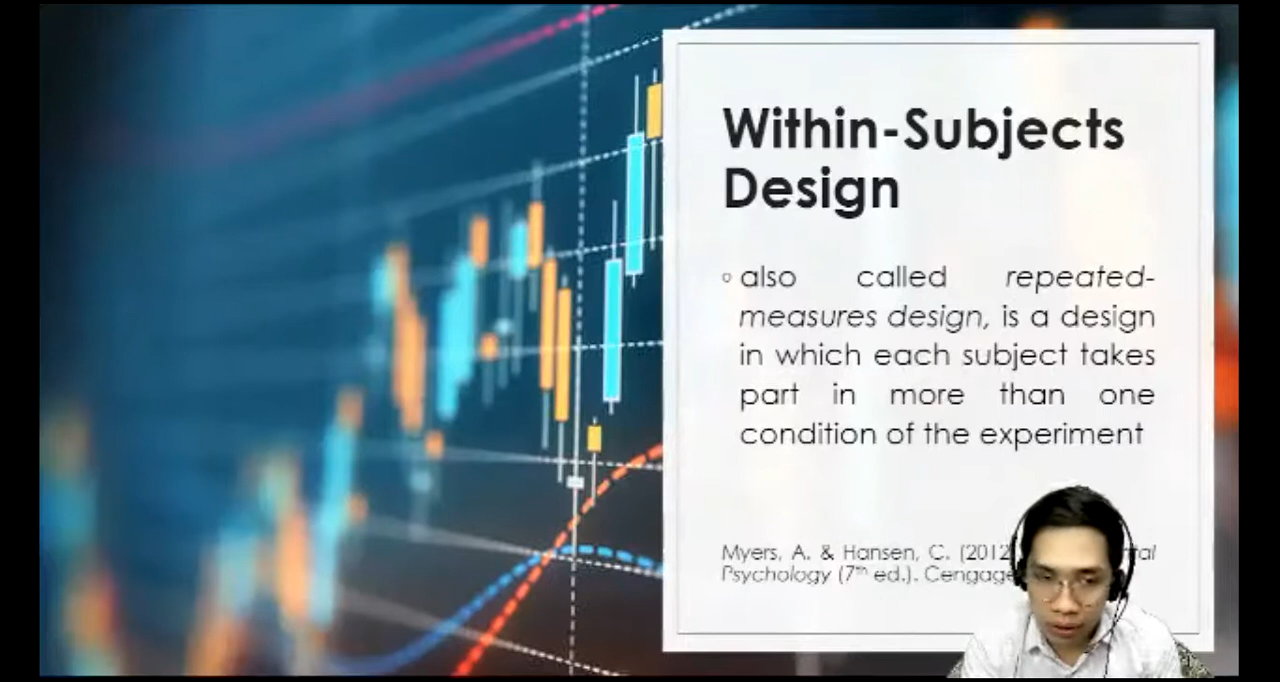 Within-Subjects
Design
◦ also called repeated-
measures design, is a design
in which each subject takes
part in more than one
condition of the experiment
Myers, A. & Hansen, C. (2012
Psychology (7th ed.). Cengage